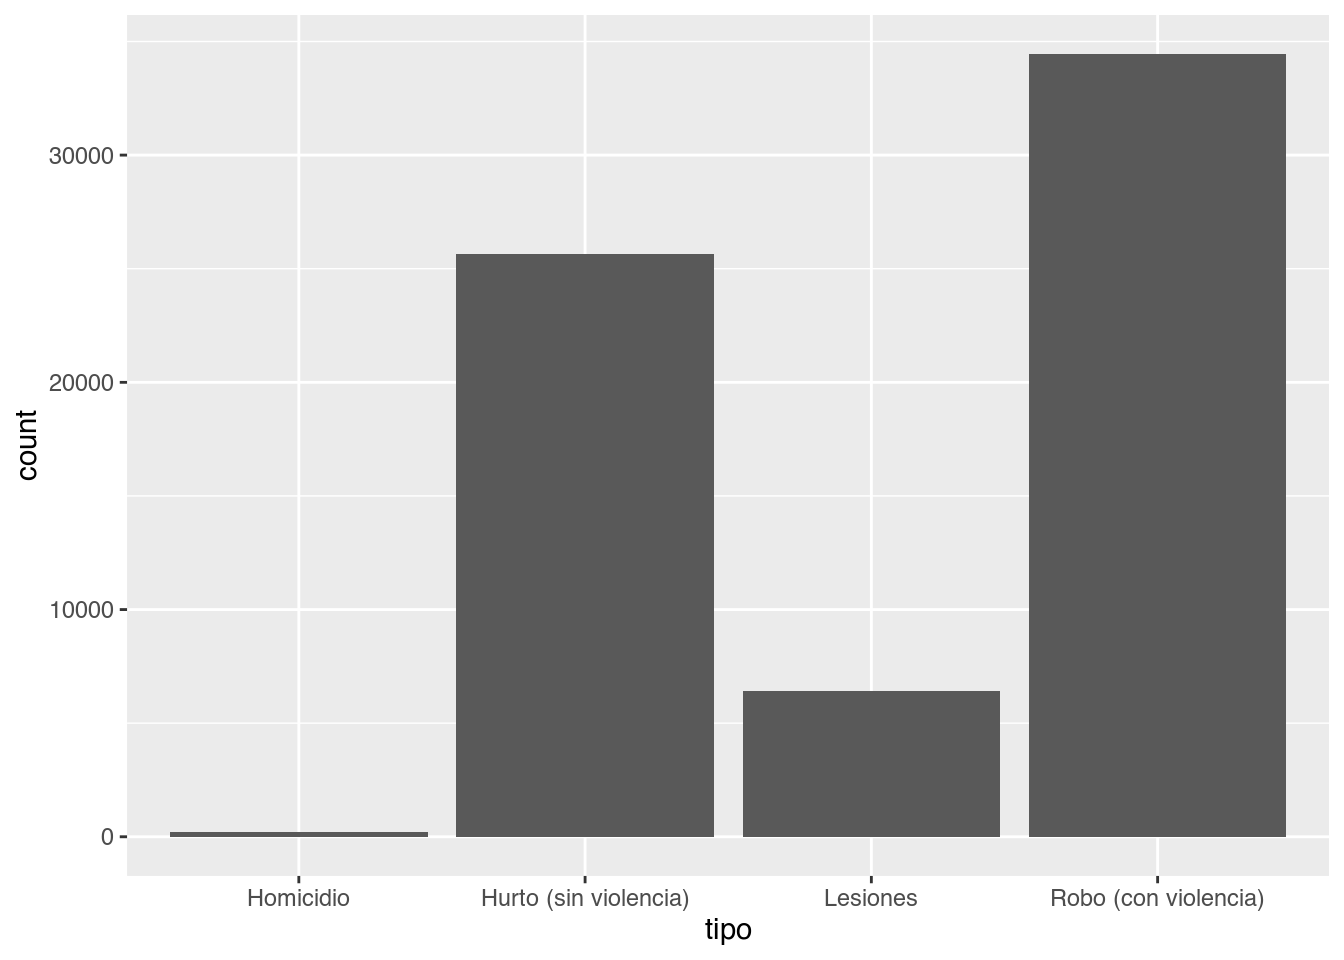 30000
20000
10000
0
count
Homicidio
Hurto (sin violencia)
Lesiones
Robo (con violencia)
tipo